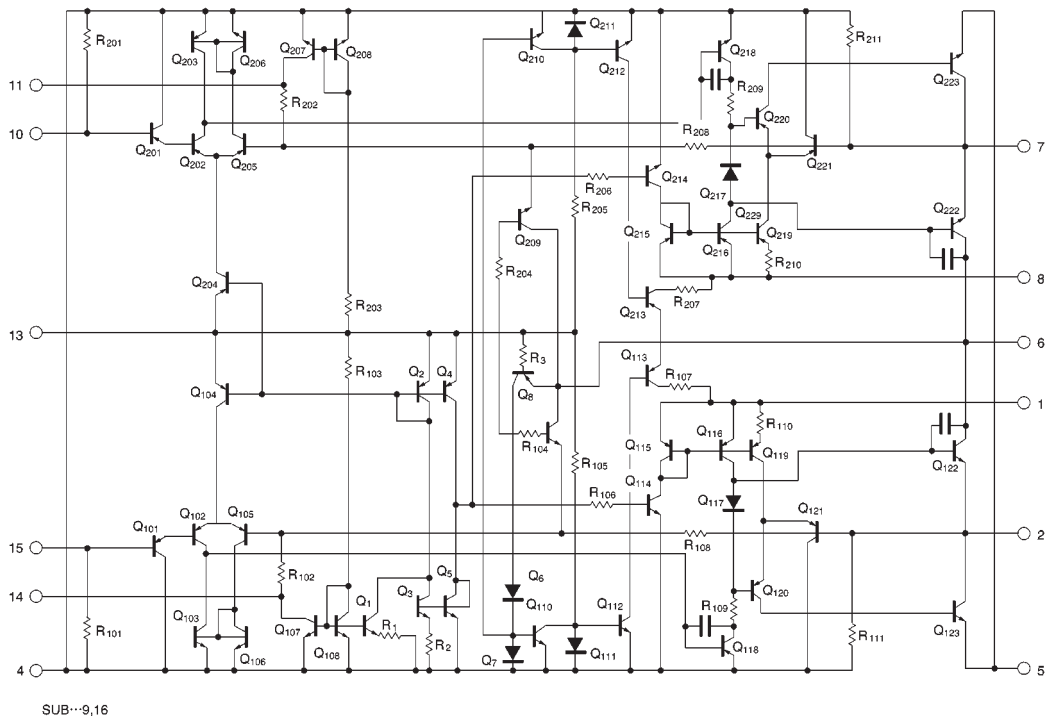 Q211
Q207 Q208 Q210 Q212 Q218
R201 Q203 Q206 R211 Q223
R209
11 R202 Q220
10 R208
Q201 Q202 Q205 Q221 7
R206 Q214 Q217
R205 Q229 Q222
Q209 Q215 Q216 Q219
R204 R210
Q204 8
R203 Q213 R207
13 6
R3 Q113
R103 Q2 Q4 R107
Q104 Q8 1
R110
R104 Q115 Q116 Q119
R105 Q114 Q122
R106 Q117
Q101 Q102 Q105 Q121
15 2
R108
R102 Q3 Q5 Q6
14 Q110 Q112 R109 Q120
Q103 Q107 Q1
R101 R1 Q123
Q106 Q108 R2 Q7 Q111 Q118 R111
4 5
SUB…9,16